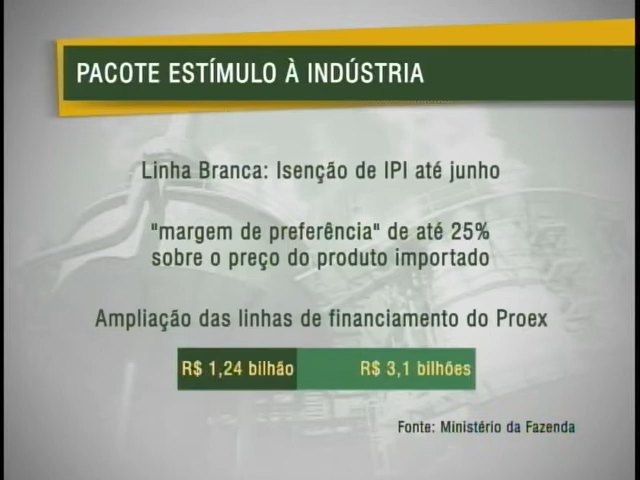 PACOTE ESTÍMULO À INDÚSTRIA
Linha Branca: Isenção de IPI até junho
"margem de preferência" de até 25%
sobre o preço do produto importado
Ampliação das linhas de financiamento do Proex
R$ 1,24 bilhão R$ 3,1 bilhões
Fonte: Ministério da Fazenda